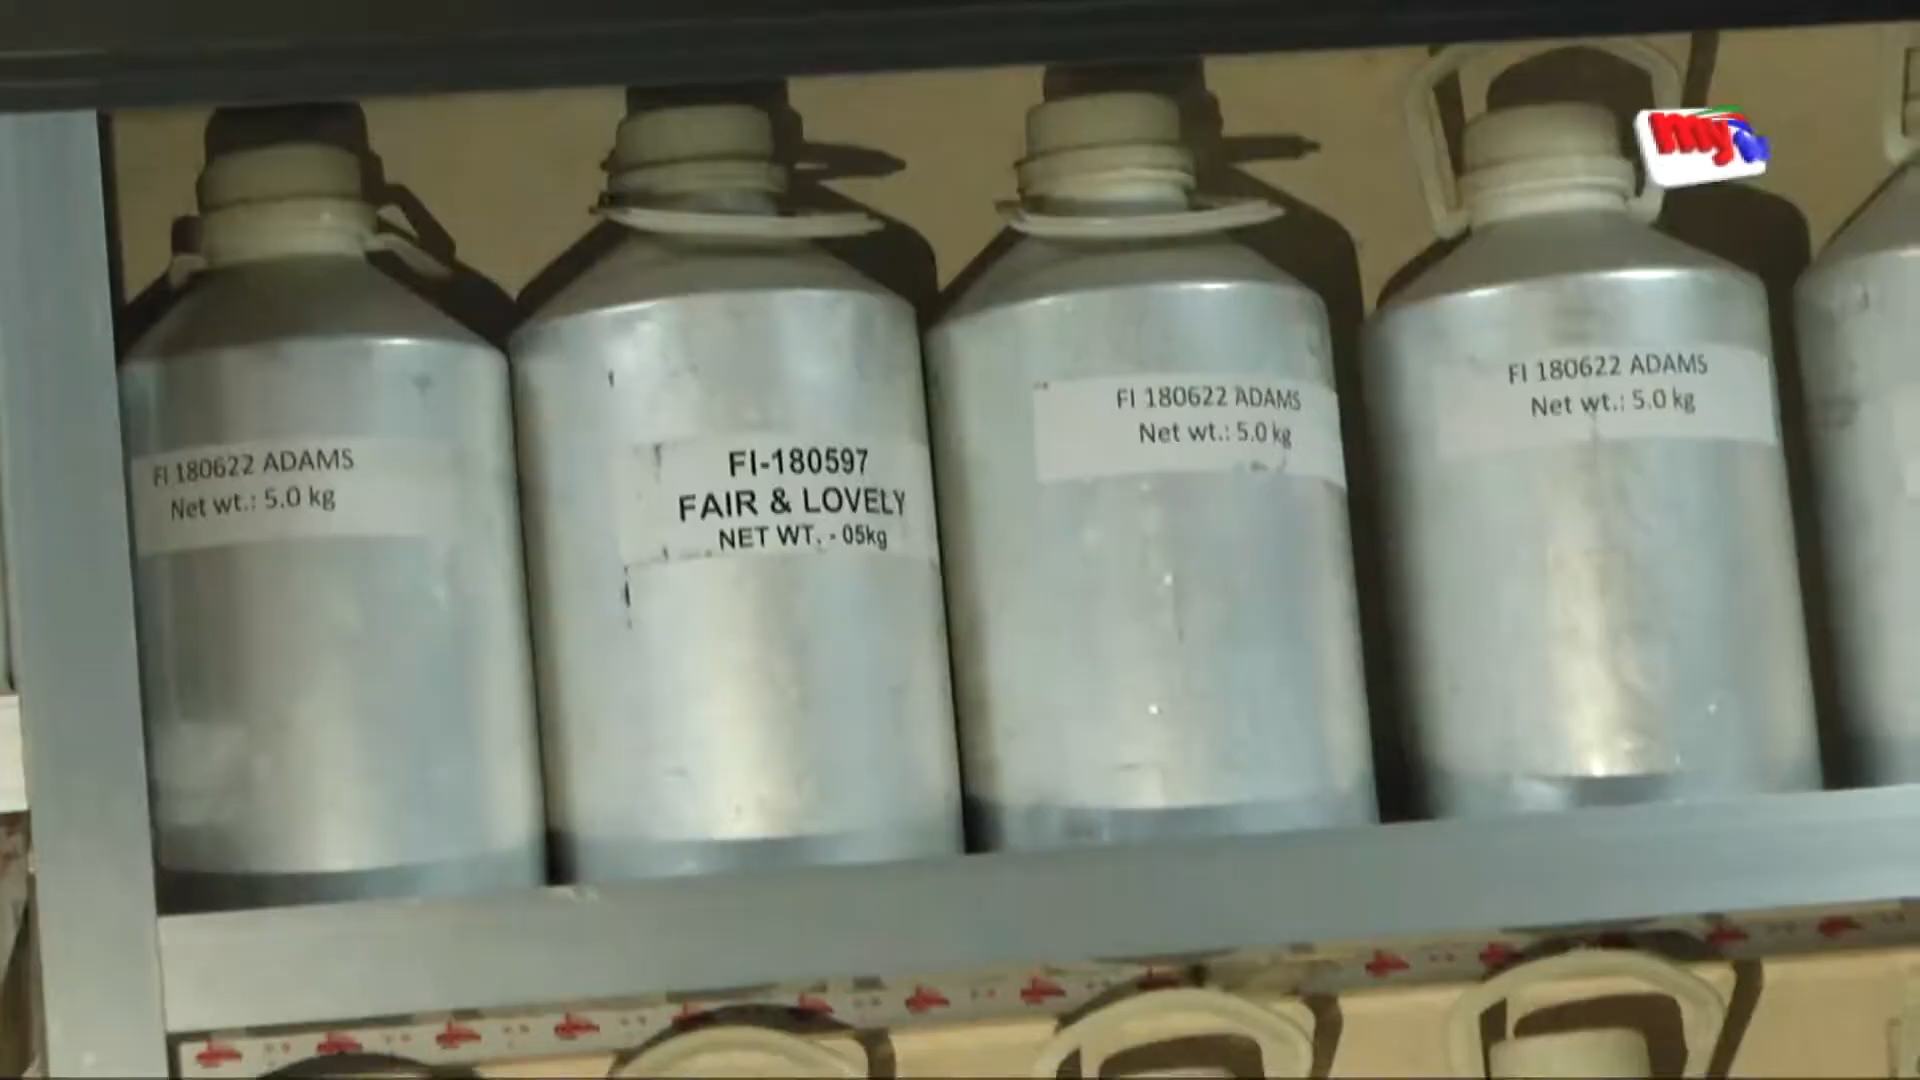 my
FI 180622 ADAMS
Net wt.: 5.0 kg
FI-180597
FAIR & LOVELY
NET WT. - 05kg
FI 180622 ADAMS
Net wt.: 5.0 kg
FI 180622 ADAMS
Net wt.: 5.0 kg